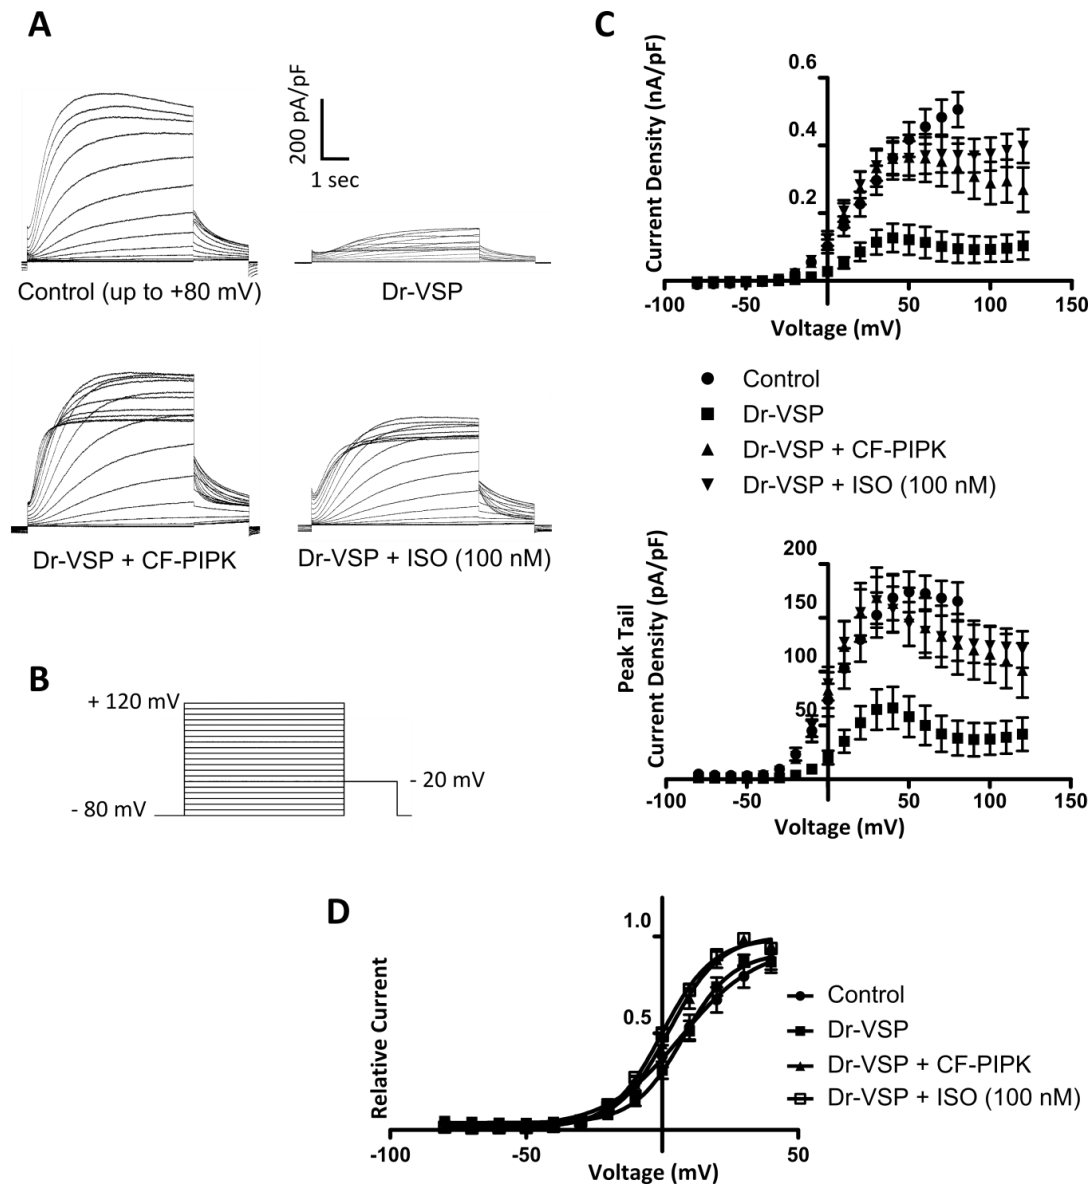 A
200 pA/pF
1 sec
Control (up to +80 mV)
Dr-VSP
Dr-VSP + CF-PIPK
Dr-VSP + ISO (100 nM)
B
+ 120 mV
- 20 mV
- 80 mV
C
Current Density (nA/pF)
0.6
0.4
0.2
-100
-50
50
100
150
Voltage (mV)
Control
Dr-VSP
Dr-VSP + CF-PIPK
Dr-VSP + ISO (100 nM)
Peak Tail
Current Density (pA/pF)
200
150
100
50
-100
-50
50
100
150
Voltage (mV)
D
Relative Current
1.0
0.5
-100
-50
50
Voltage (mV)
Control
Dr-VSP
Dr-VSP + CF-PIPK
Dr-VSP + ISO (100 nM)